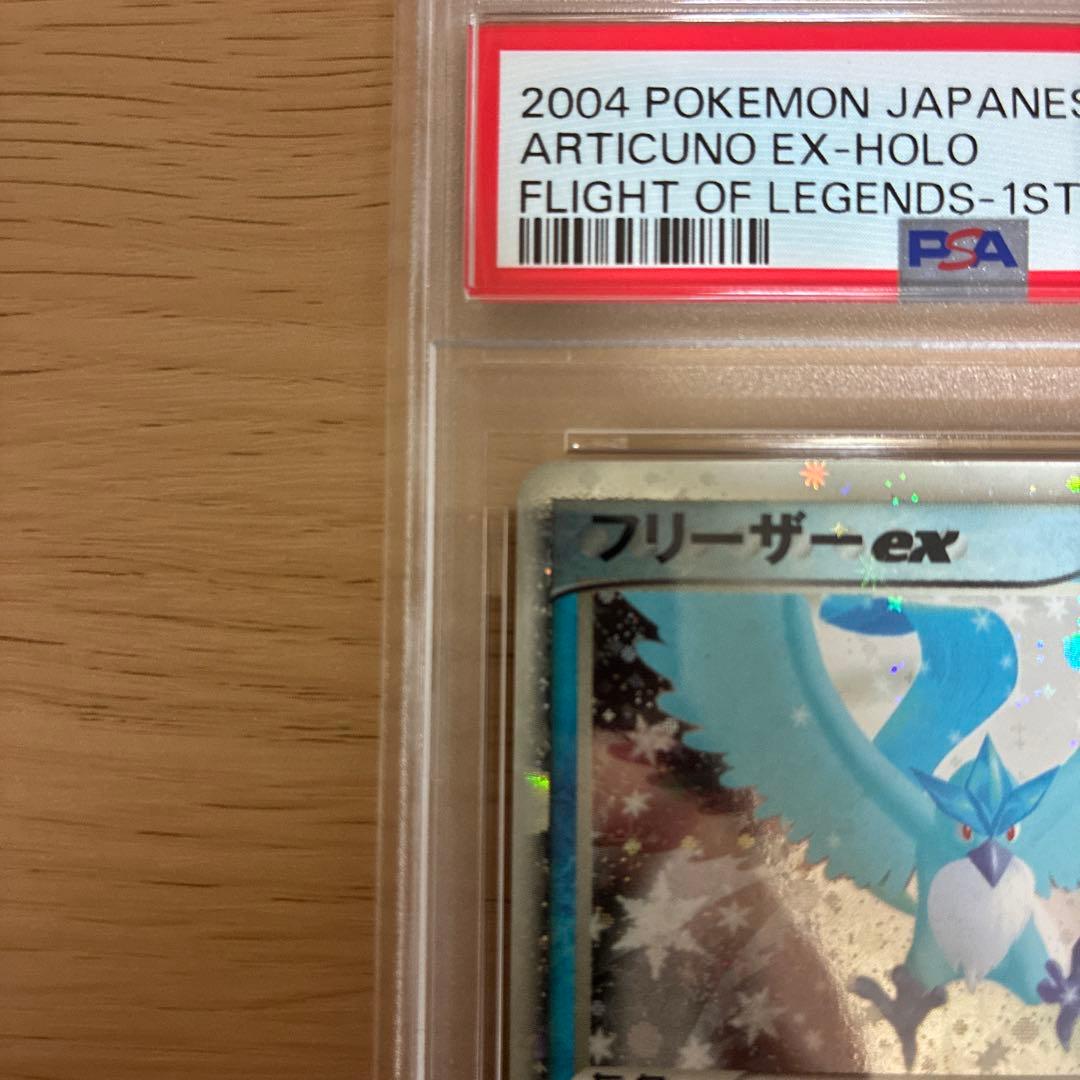 2004 POKEMON JAPANES
ARTICUNO EX-HOLO
FLIGHT OF LEGENDS-1ST
PSA
フリーザーex